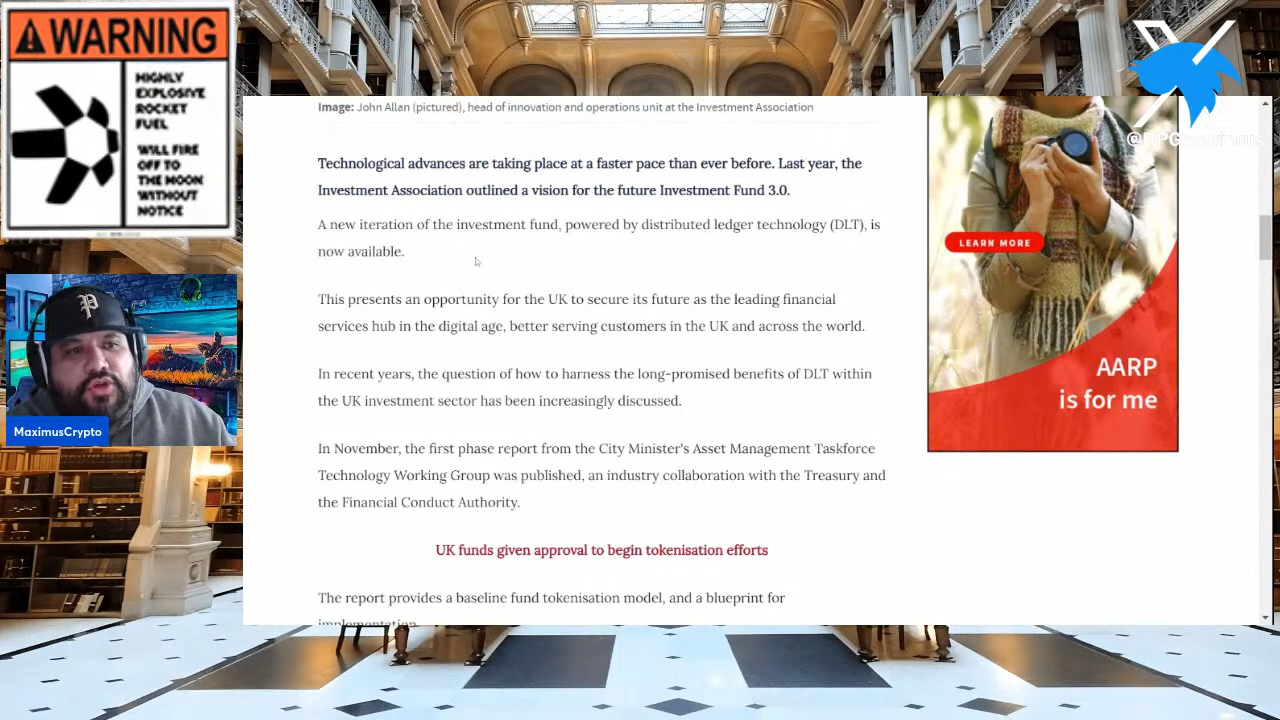 WARNING
HIGHLY
EXPLOSIVE
ROCKET
FUEL
WILL FIRE
OFF TO
THE MOON
WITHOUT
NOTICE
MaximusCrypto
Image: John Allan (pictured), head of innovation and operations unit at the Investment Association
Technological advances are taking place at a faster pace than ever before. Last year, the
Investment Association outlined a vision for the future Investment Fund 3.0.
A new iteration of the investment fund, powered by distributed ledger technology (DLT), is
now available.
This presents an opportunity for the UK to secure its future as the leading financial
services hub in the digital age, better serving customers in the UK and across the world.
In recent years, the question of how to harness the long-promised benefits of DLT within
the UK investment sector has been increasingly discussed.
In November, the first phase report from the City Minister's Asset Management Taskforce
Technology Working Group was published, an industry collaboration with the Treasury and
the Financial Conduct Authority.
UK funds given approval to begin tokenisation efforts
The report provides a baseline fund tokenisation model, and a blueprint for
implementation.
LEARN MORE
AARP
is for me